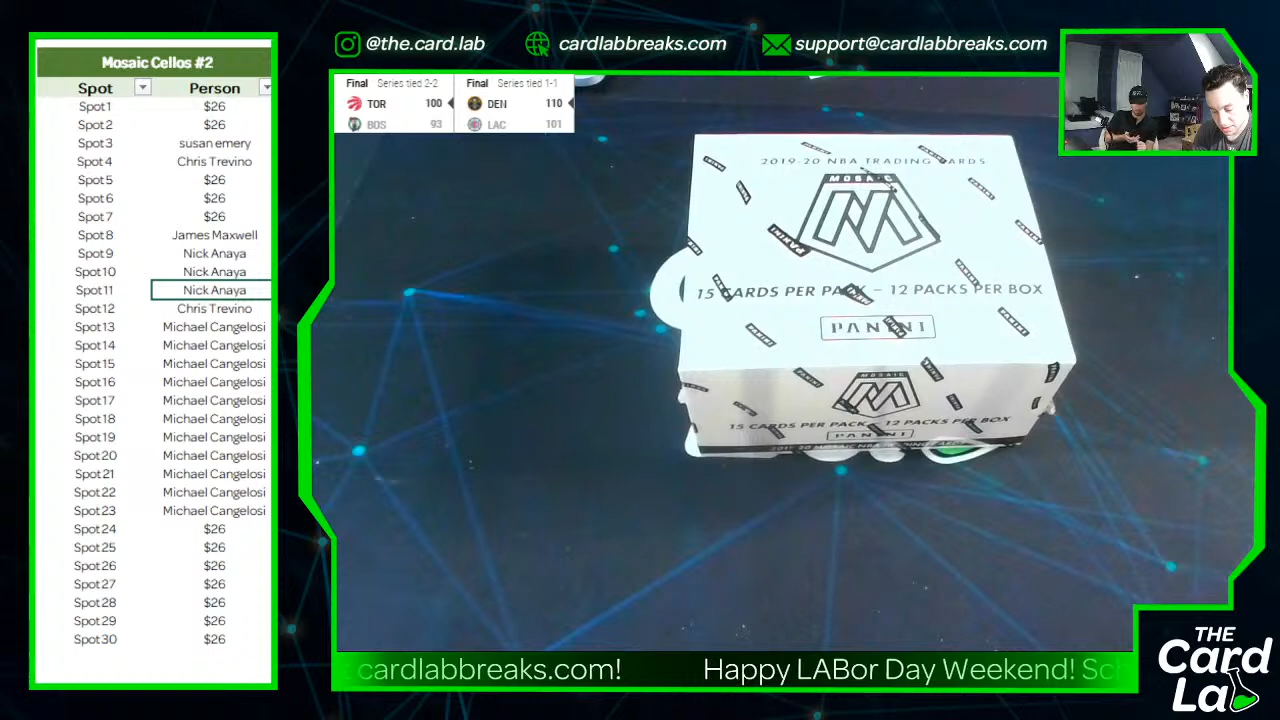 Mosaic Cellos #2
Spot Person
Spot 1 $26
Spot 2 $26
Spot 3 susan emery
Spot 4 Chris Trevino
Spot 5 $26
Spot 6 $26
Spot 7 $26
Spot 8 James Maxwell
Spot 9 Nick Anaya
Spot 10 Nick Anaya
Spot 11 Nick Anaya
Spot 12 Chris Trevino
Spot 13 Michael Cangelosi
Spot 14 Michael Cangelosi
Spot 15 Michael Cangelosi
Spot 16 Michael Cangelosi
Spot 17 Michael Cangelosi
Spot 18 Michael Cangelosi
Spot 19 Michael Cangelosi
Spot 20 Michael Cangelosi
Spot 21 Michael Cangelosi
Spot 22 Michael Cangelosi
Spot 23 Michael Cangelosi
Spot 24 $26
Spot 25 $26
Spot 26 $26
Spot 27 $26
Spot 28 $26
Spot 29 $26
Spot 30 $26
@the.card.lab cardlabbreaks.com support@cardlabbreaks.com
Final Series tied 2-2
TOR 100
BOS 93
Final Series tied 1-1
DEN 110
LAC 101
2019-20 NBA TRADING CARDS
MOSAIC
15 CARDS PER PACK – 12 PACKS PER BOX
PANINI
MOSAIC
15 CARDS PER PACK – 12 PACKS PER BOX
PANINI
2019-20 MOSAIC NBA TRADING CARDS
cardlabbreaks.com! Happy LABor Day Weekend! Sch
THE
Card
Lab